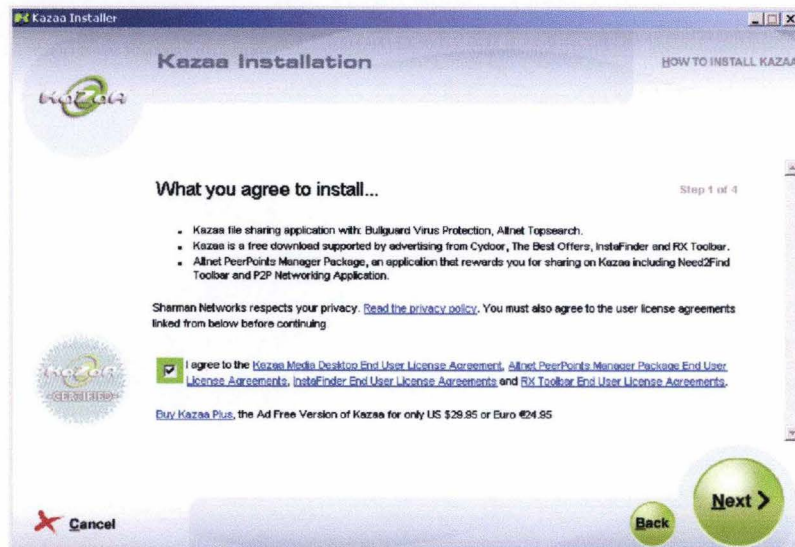 Kazaa Installer
Kazaa Installation
HOW TO INSTALL KAZAA
KaZaA
What you agree to install...
Step 1 of 4
Kazaa file sharing application with: Bullguard Virus Protection, Altnet Topsearch.
Kazaa is a free download supported by advertising from Cydoor, The Best Offers, InstaFinder and RX Toolbar.
Altnet PeerPoints Manager Package, an application that rewards you for sharing on Kazaa including Need2Find
Toolbar and P2P Networking Application.
Sharman Networks respects your privacy. Read the privacy policy. You must also agree to the user license agreements
linked from below before continuing
I agree to the Kazaa Media Desktop End User License Agreement, Altnet PeerPoints Manager Package End User
License Agreements, InstaFinder End User License Agreements and RX Toolbar End User License Agreements.
KaZaA
CERTIFIED
Buy Kazaa Plus, the Ad Free Version of Kazaa for only US $29.95 or Euro €24.95
Cancel
Back
Next